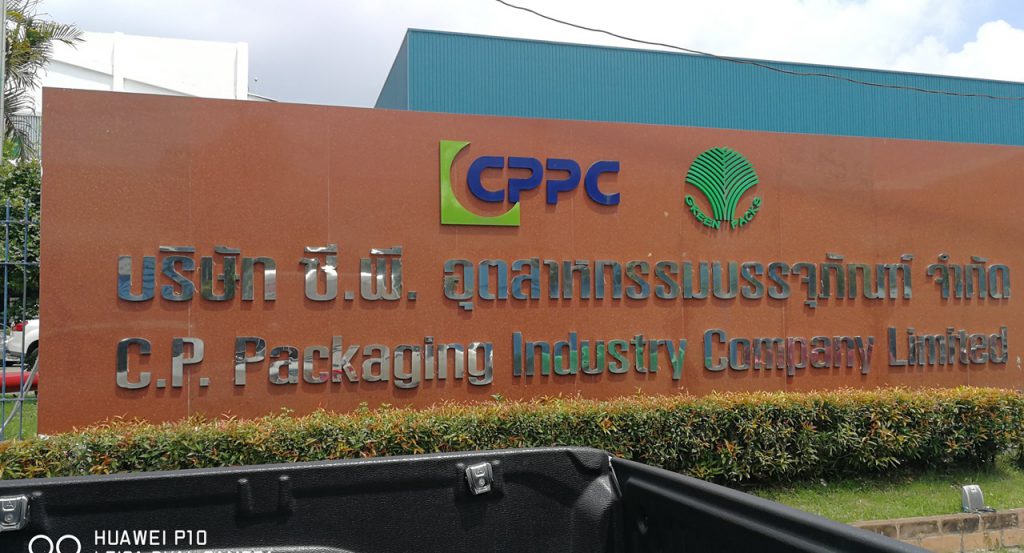 CPPC
GREEN PACKS
บริษัท ซี.พี. อุตสาหกรรมบรรจุภัณฑ์ จำกัด
C.P. Packaging Industry Company Limited
HUAWEI P10